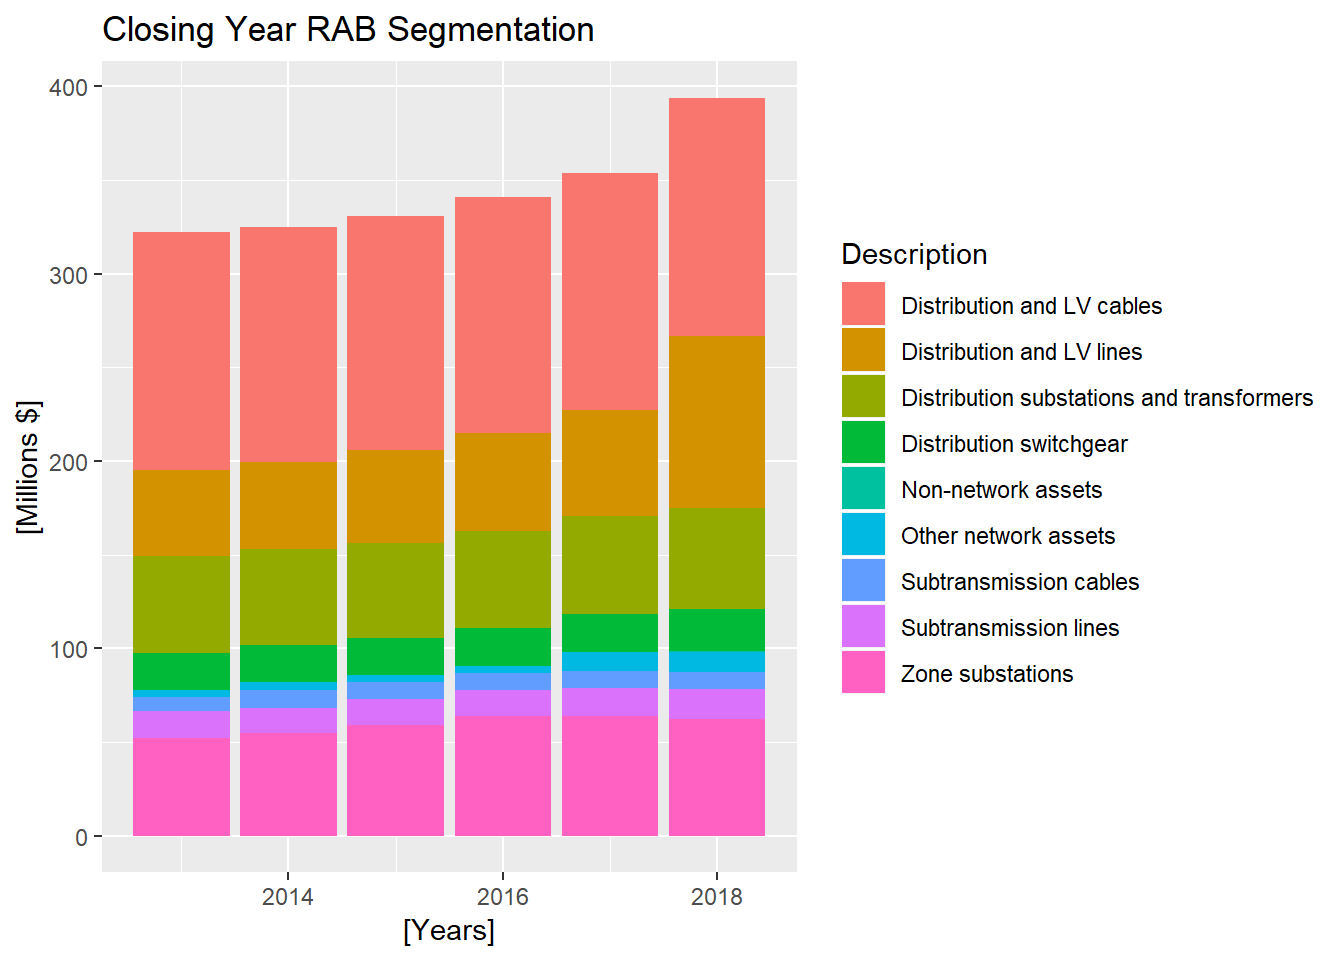 Closing Year RAB Segmentation
400
300
200
100
0
[Millions $]
2014
2016
2018
[Years]
Description
Distribution and LV cables
Distribution and LV lines
Distribution substations and transformers
Distribution switchgear
Non-network assets
Other network assets
Subtransmission cables
Subtransmission lines
Zone substations